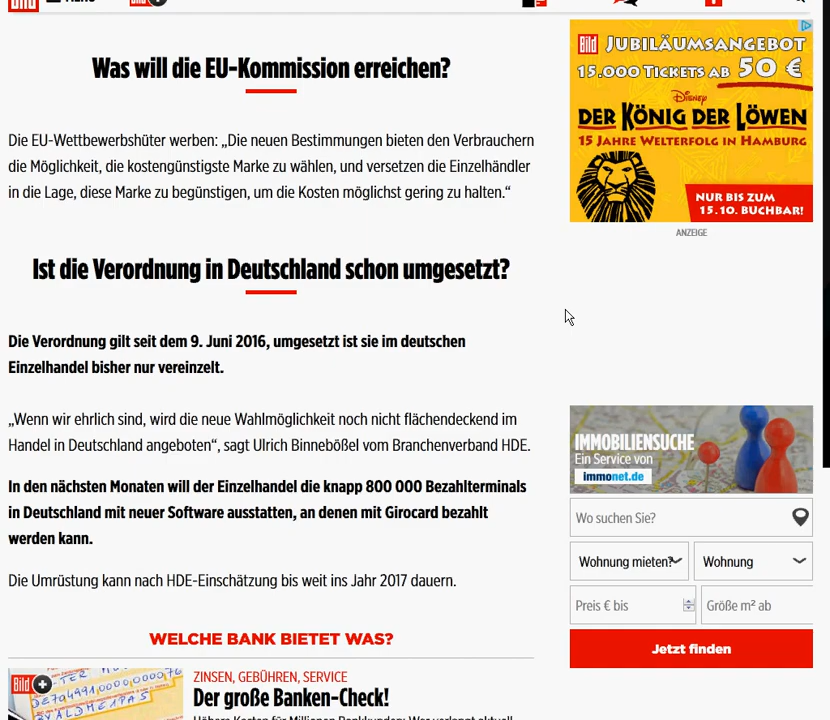 Was will die EU-Kommission erreichen?
Die EU-Wettbewerbshüter werben: „Die neuen Bestimmungen bieten den Verbrauchern
die Möglichkeit, die kostengünstigste Marke zu wählen, und versetzen die Einzelhändler
in die Lage, diese Marke zu begünstigen, um die Kosten möglichst gering zu halten.“
Ist die Verordnung in Deutschland schon umgesetzt?
Die Verordnung gilt seit dem 9. Juni 2016, umgesetzt ist sie im deutschen
Einzelhandel bisher nur vereinzelt.
„Wenn wir ehrlich sind, wird die neue Wahlmöglichkeit noch nicht flächendeckend im
Handel in Deutschland angeboten“, sagt Ulrich Binnebößel vom Branchenverband HDE.
In den nächsten Monaten will der Einzelhandel die knapp 800 000 Bezahlterminals
in Deutschland mit neuer Software ausstatten, an denen mit Girocard bezahlt
werden kann.
Die Umrüstung kann nach HDE-Einschätzung bis weit ins Jahr 2017 dauern.
WELCHE BANK BIETET WAS?
Bild
ZINSEN, GEBÜHREN, SERVICE
Der große Banken-Check!
Bild JUBILÄUMSANGEBOT
15.000 TICKETS AB 50 €
DISNEY
DER KÖNIG DER LÖWEN
15 JAHRE WELTERFOLG IN HAMBURG
NUR BIS ZUM
15.10. BUCHBAR!
ANZEIGE
IMMOBILIENSUCHE
Ein Service von
immonet.de
Wo suchen Sie?
Wohnung mieten?
Wohnung
Preis € bis
Größe m² ab
Jetzt finden